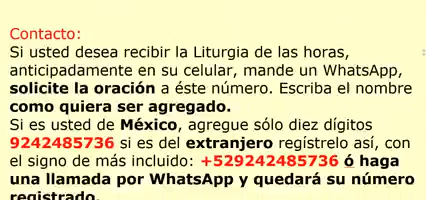 Contacto:
Si usted desea recibir la Liturgia de las horas,
anticipadamente en su celular, mande un WhatsApp,
solicite la oración a éste número. Escriba el nombre
como quiera ser agregado.
Si es usted de México, agregue sólo diez dígitos
9242485736 si es del extranjero regístrelo así, con
el signo de más incluido: +529242485736 ó haga
una llamada por WhatsApp y quedará su número
registrado.